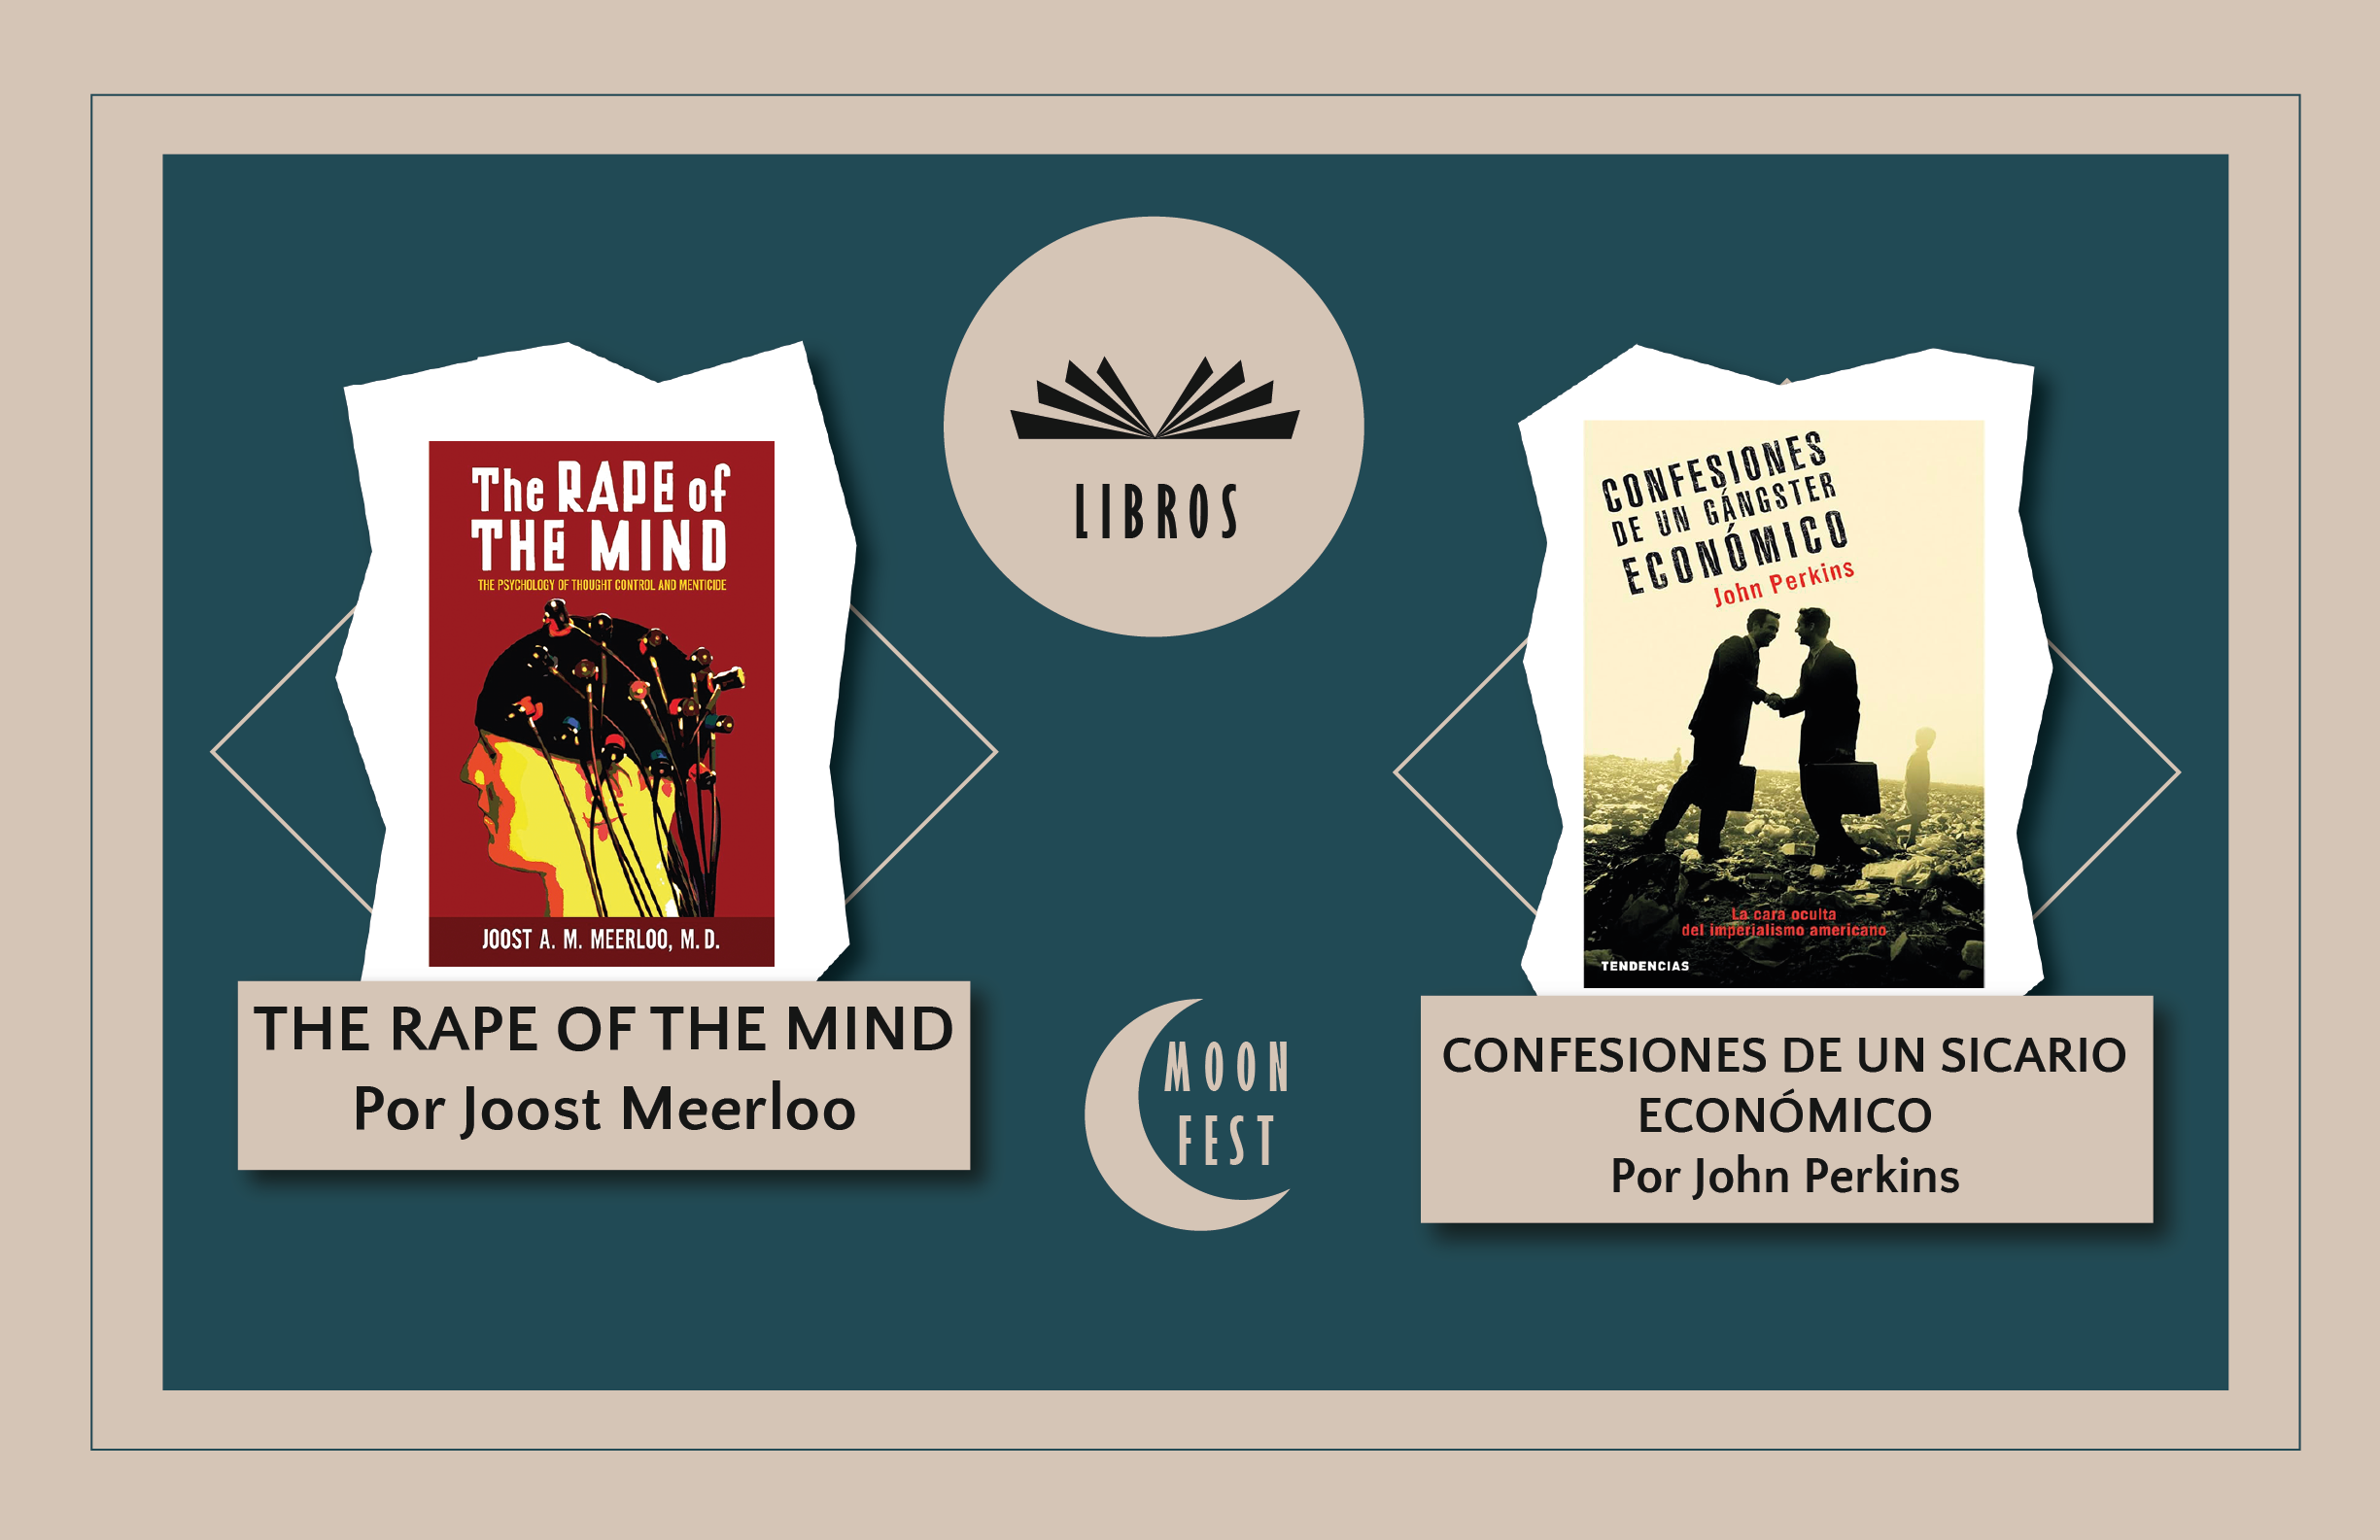 LIBROS
The RAPE of
THE MIND
THE PSYCHOLOGY OF THOUGHT CONTROL AND MENTICIDE
JOOST A. M. MEERLOO, M.D.
THE RAPE OF THE MIND
Por Joost Meerloo
MOON
FEST
CONFESIONES
DE UN GÁNGSTER
ECONÓMICO
John Perkins
La cara oculta
del imperialismo americano
TENDENCIAS
CONFESIONES DE UN SICARIO
ECONÓMICO
Por John Perkins